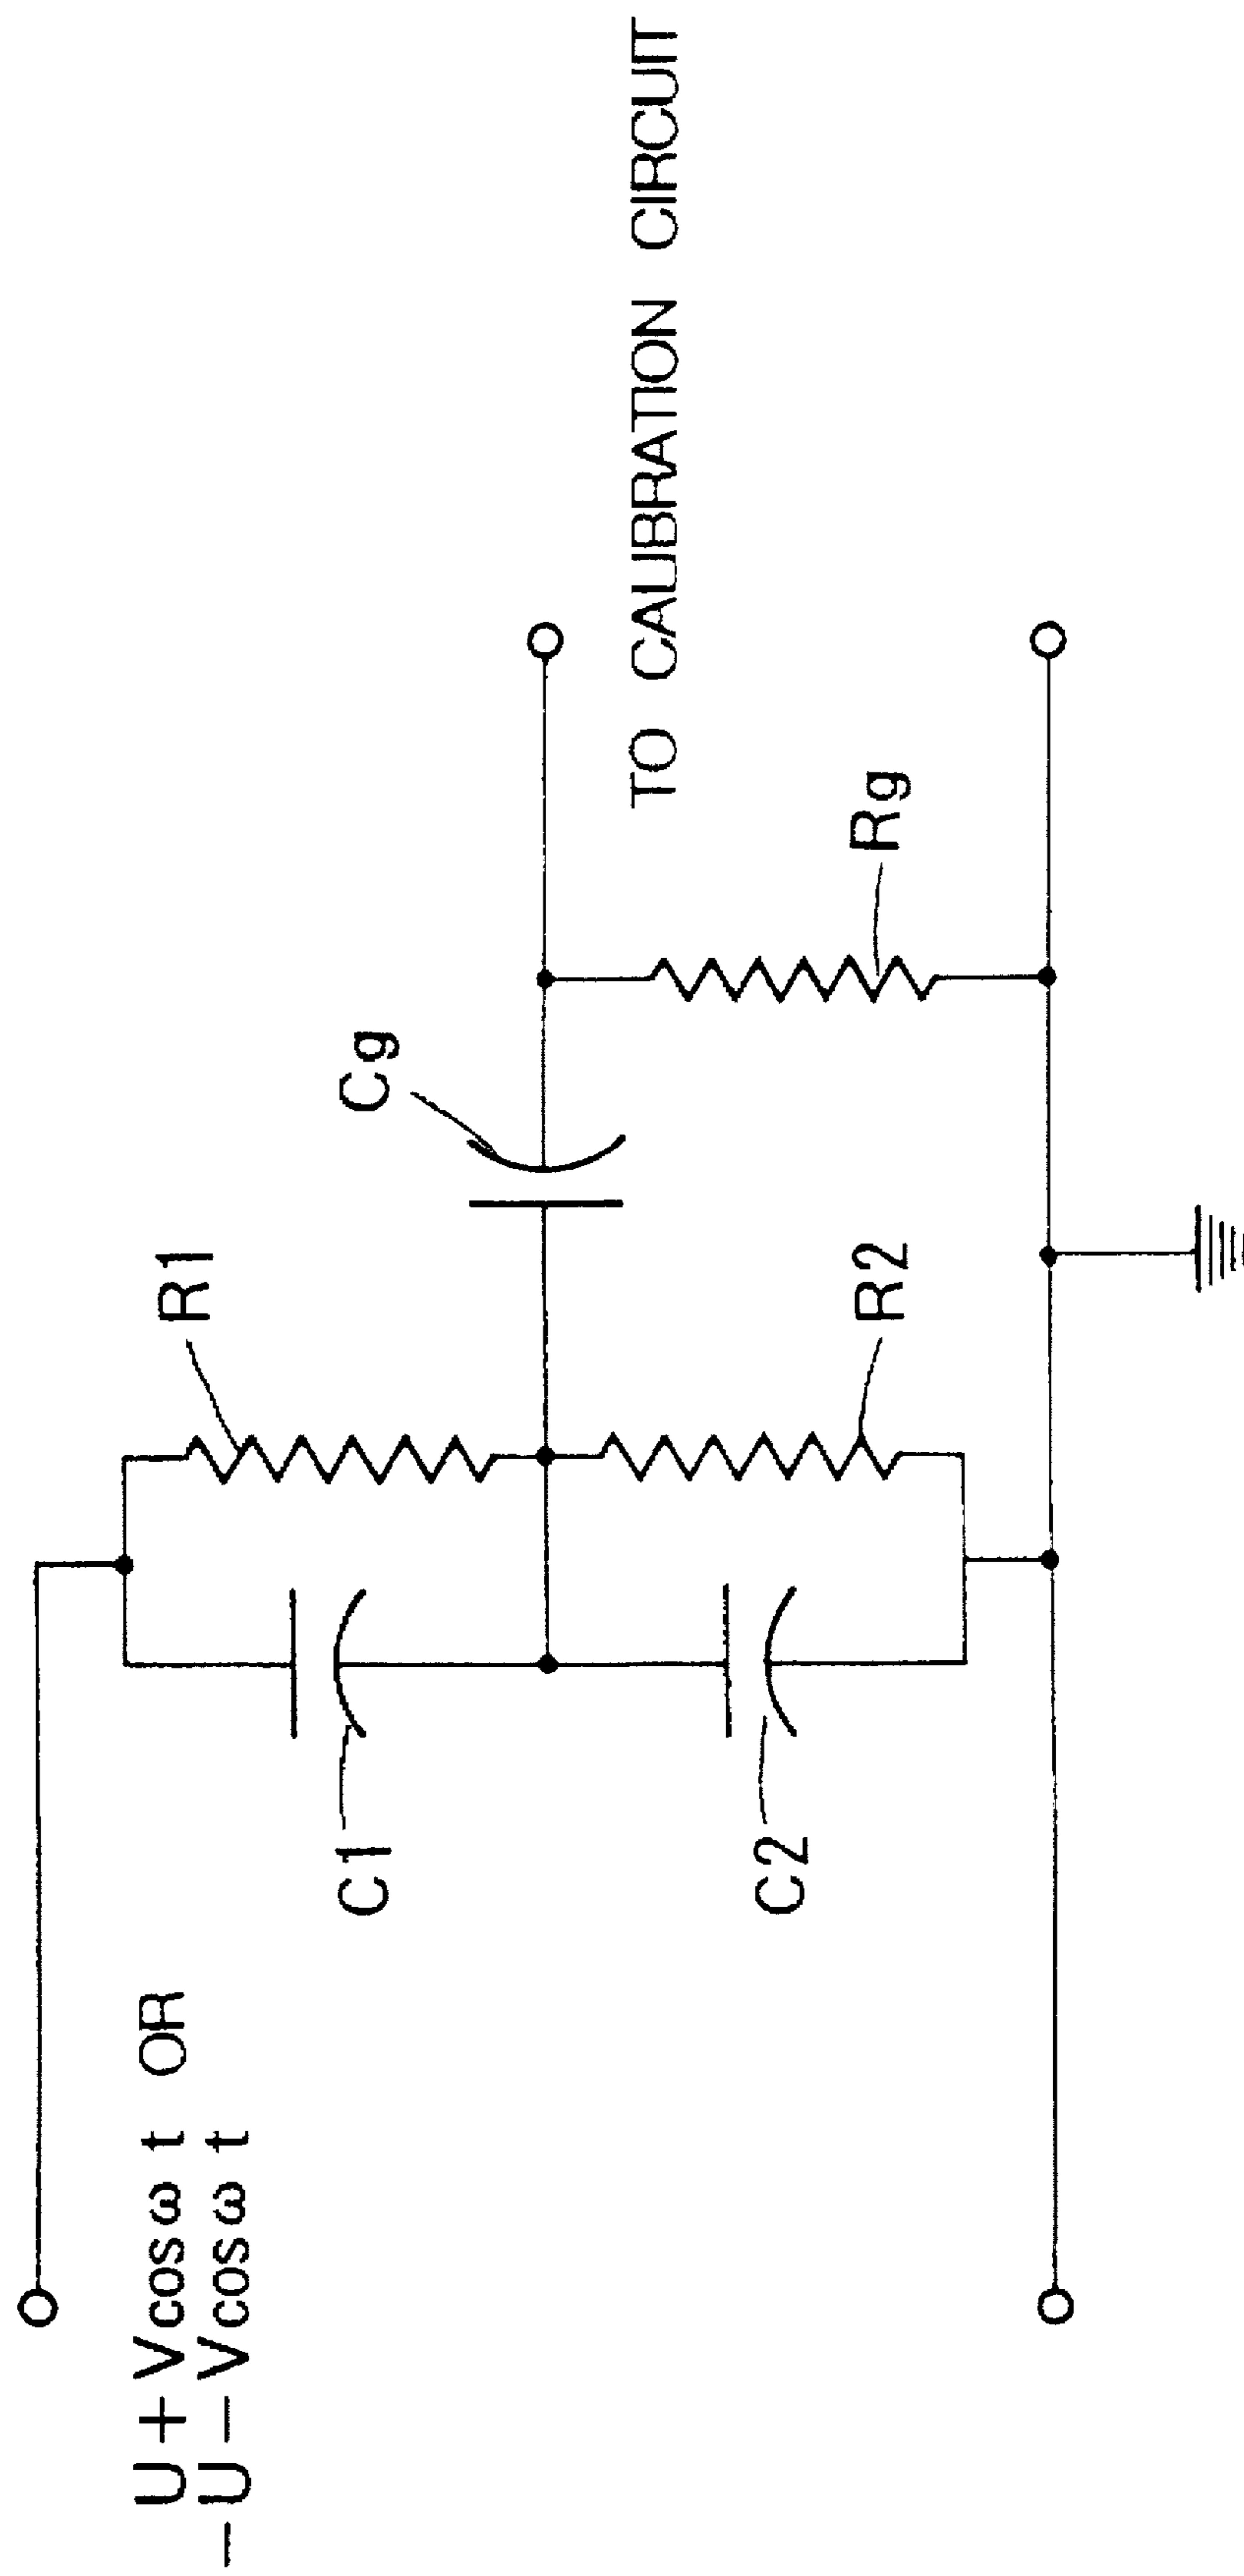 U+Vcosωt OR
-U-Vcosωt
C1
R1
C2
R2
Cg
Rg
TO CALIBRATION CIRCUIT